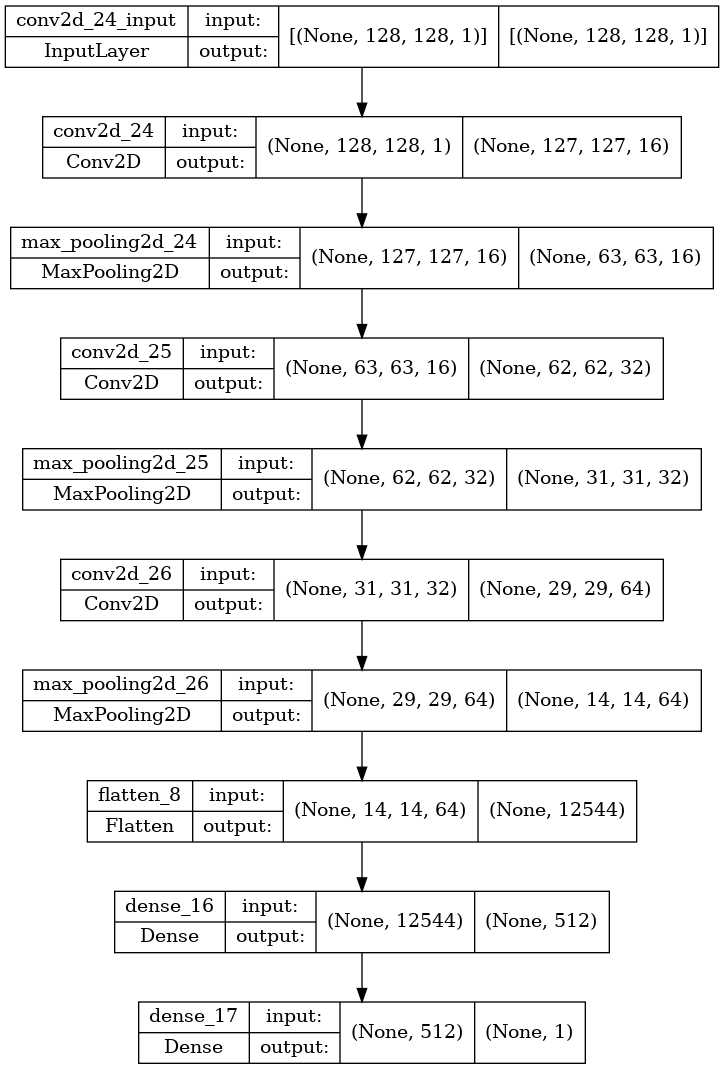 conv2d_24_input input: [(None, 128, 128, 1)] [(None, 128, 128, 1)]
InputLayer output:
conv2d_24 input: (None, 128, 128, 1) (None, 127, 127, 16)
Conv2D output:
max_pooling2d_24 input: (None, 127, 127, 16) (None, 63, 63, 16)
MaxPooling2D output:
conv2d_25 input: (None, 63, 63, 16) (None, 62, 62, 32)
Conv2D output:
max_pooling2d_25 input: (None, 62, 62, 32) (None, 31, 31, 32)
MaxPooling2D output:
conv2d_26 input: (None, 31, 31, 32) (None, 29, 29, 64)
Conv2D output:
max_pooling2d_26 input: (None, 29, 29, 64) (None, 14, 14, 64)
MaxPooling2D output:
flatten_8 input: (None, 14, 14, 64) (None, 12544)
Flatten output:
dense_16 input: (None, 12544) (None, 512)
Dense output:
dense_17 input: (None, 512) (None, 1)
Dense output: